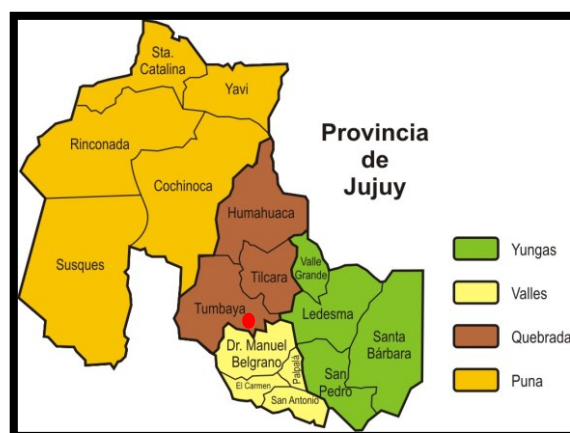 Sta.
Catalina
Yavi
Rinconada
Cochinoca
Susques
Provincia
de
Jujuy
Humahuaca
Tilcara
Tumbaya
Valle
Grande
Ledesma
Santa
Bárbara
San
Pedro
Dr. Manuel
Belgrano
Palpalá
El Carmen
San Antonio
Yungas
Valles
Quebrada
Puna